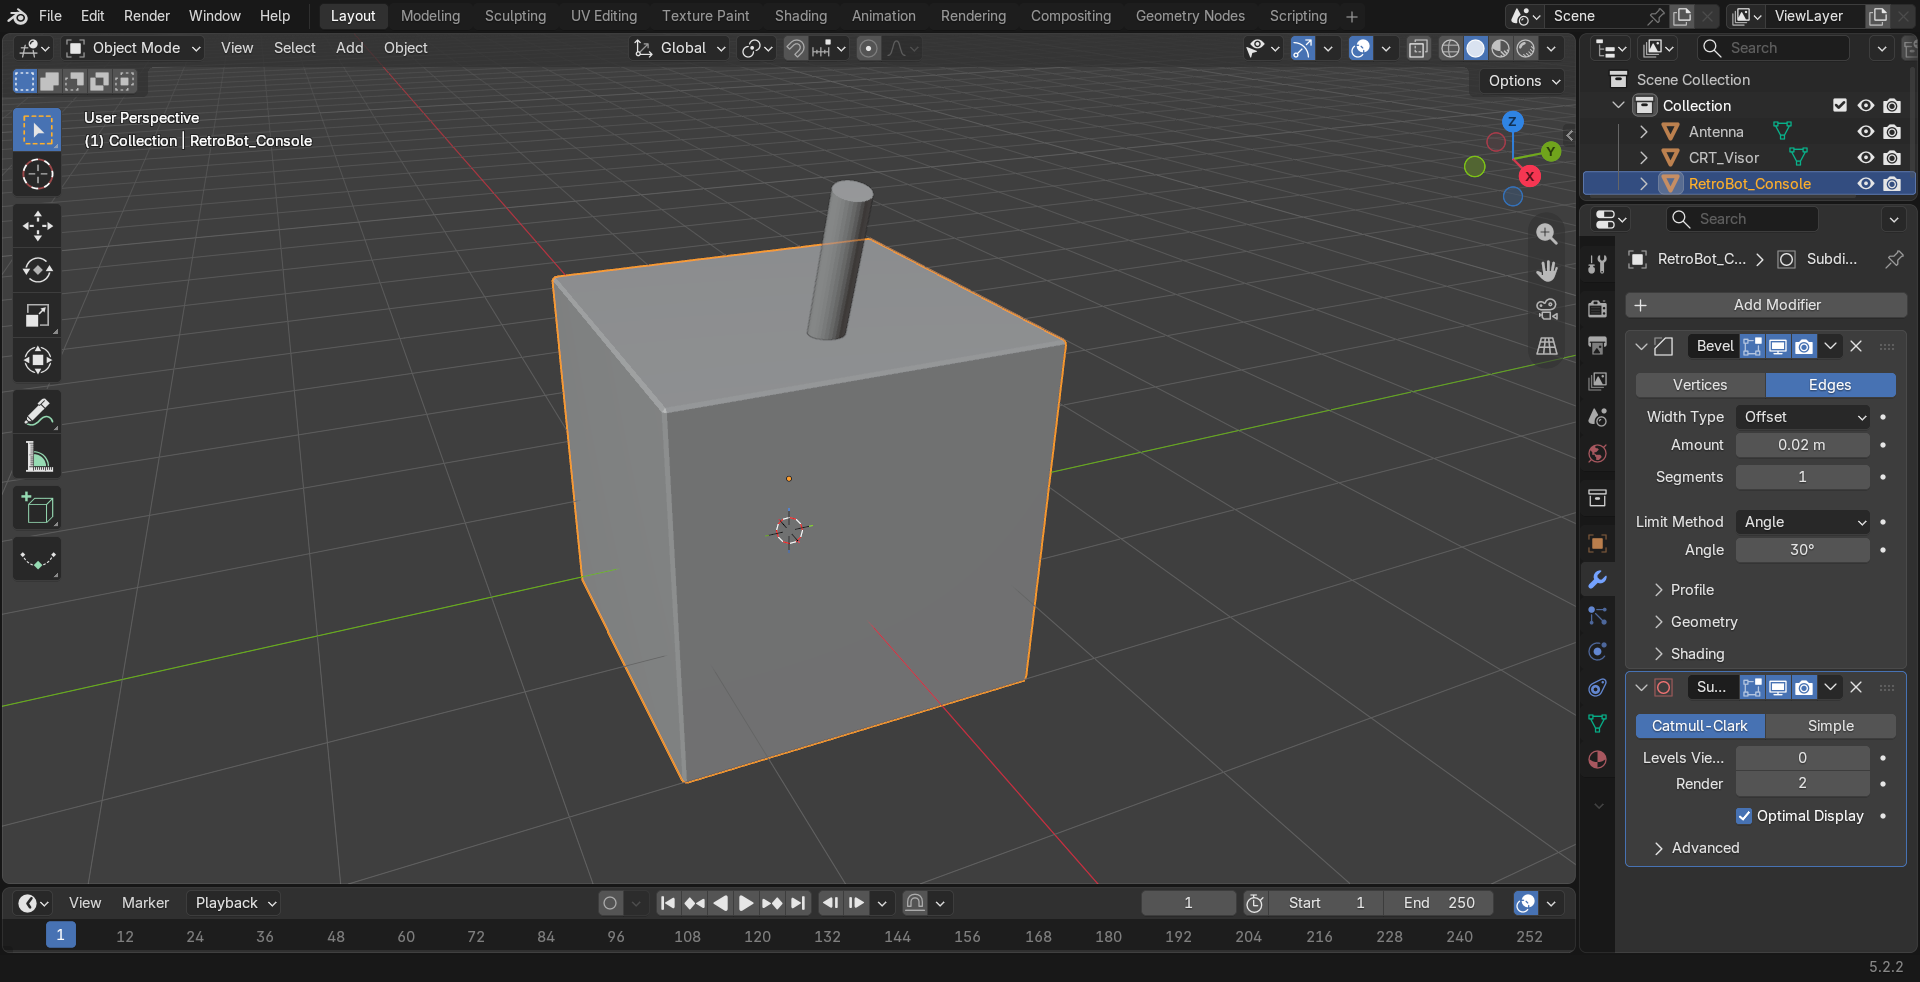 File Edit Render Window Help Layout Modeling Sculpting UV Editing Texture Paint Shading Animation Rendering Compositing Geometry Nodes Scripting + Scene ViewLayer
Object Mode View Select Add Object Global Search
Options
User Perspective
(1) Collection | RetroBot_Console
Z
Y
X
Scene Collection
Collection
Antenna
CRT_Visor
RetroBot_Console
Search
RetroBot_C... Subdi...
+ Add Modifier
Bevel
Vertices Edges
Width Type Offset
Amount 0.02 m
Segments 1
Limit Method Angle
Angle 30°
Profile
Geometry
Shading
Su...
Catmull-Clark Simple
Levels Vie... 0
Render 2
Optimal Display
Advanced
View Marker Playback 1 Start 1 End 250
1 12 24 36 48 60 72 84 96 108 120 132 144 156 168 180 192 204 216 228 240 252
5.2.2